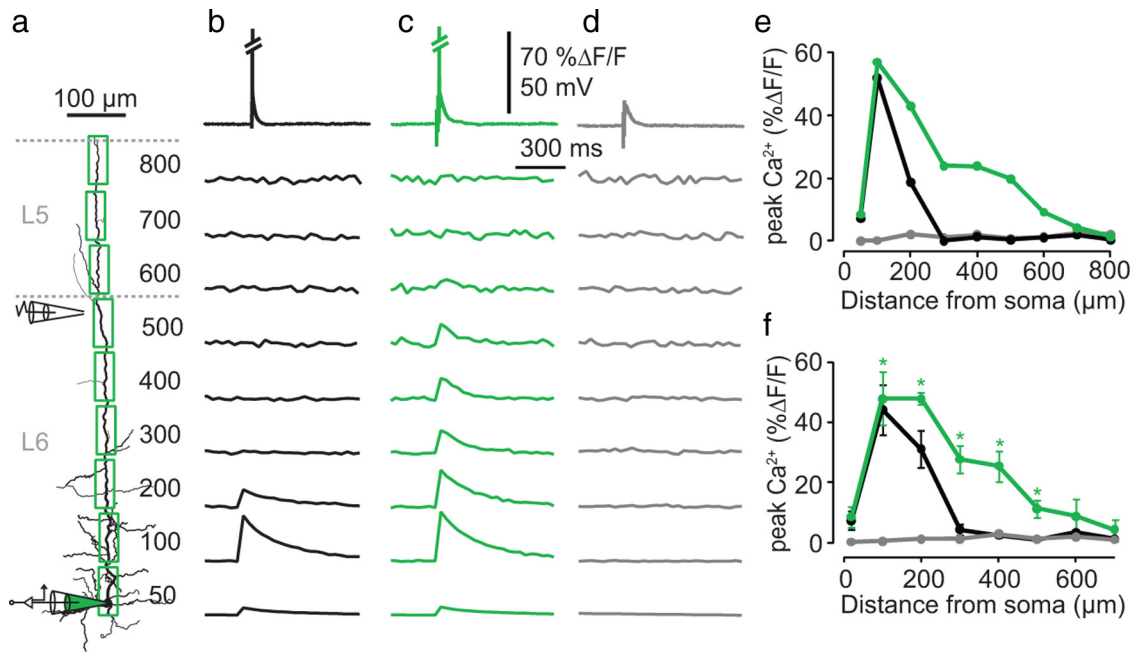 a
b
c
d
e
f
100 µm
800
L5
700
600
500
400
L6
300
200
100
50
70 %ΔF/F
50 mV
300 ms
60
40
20
0
peak Ca²⁺ (%ΔF/F)
0 200 400 600 800
Distance from soma (µm)
60
40
20
0
peak Ca²⁺ (%ΔF/F)
* * * * *
0 200 400 600
Distance from soma (µm)